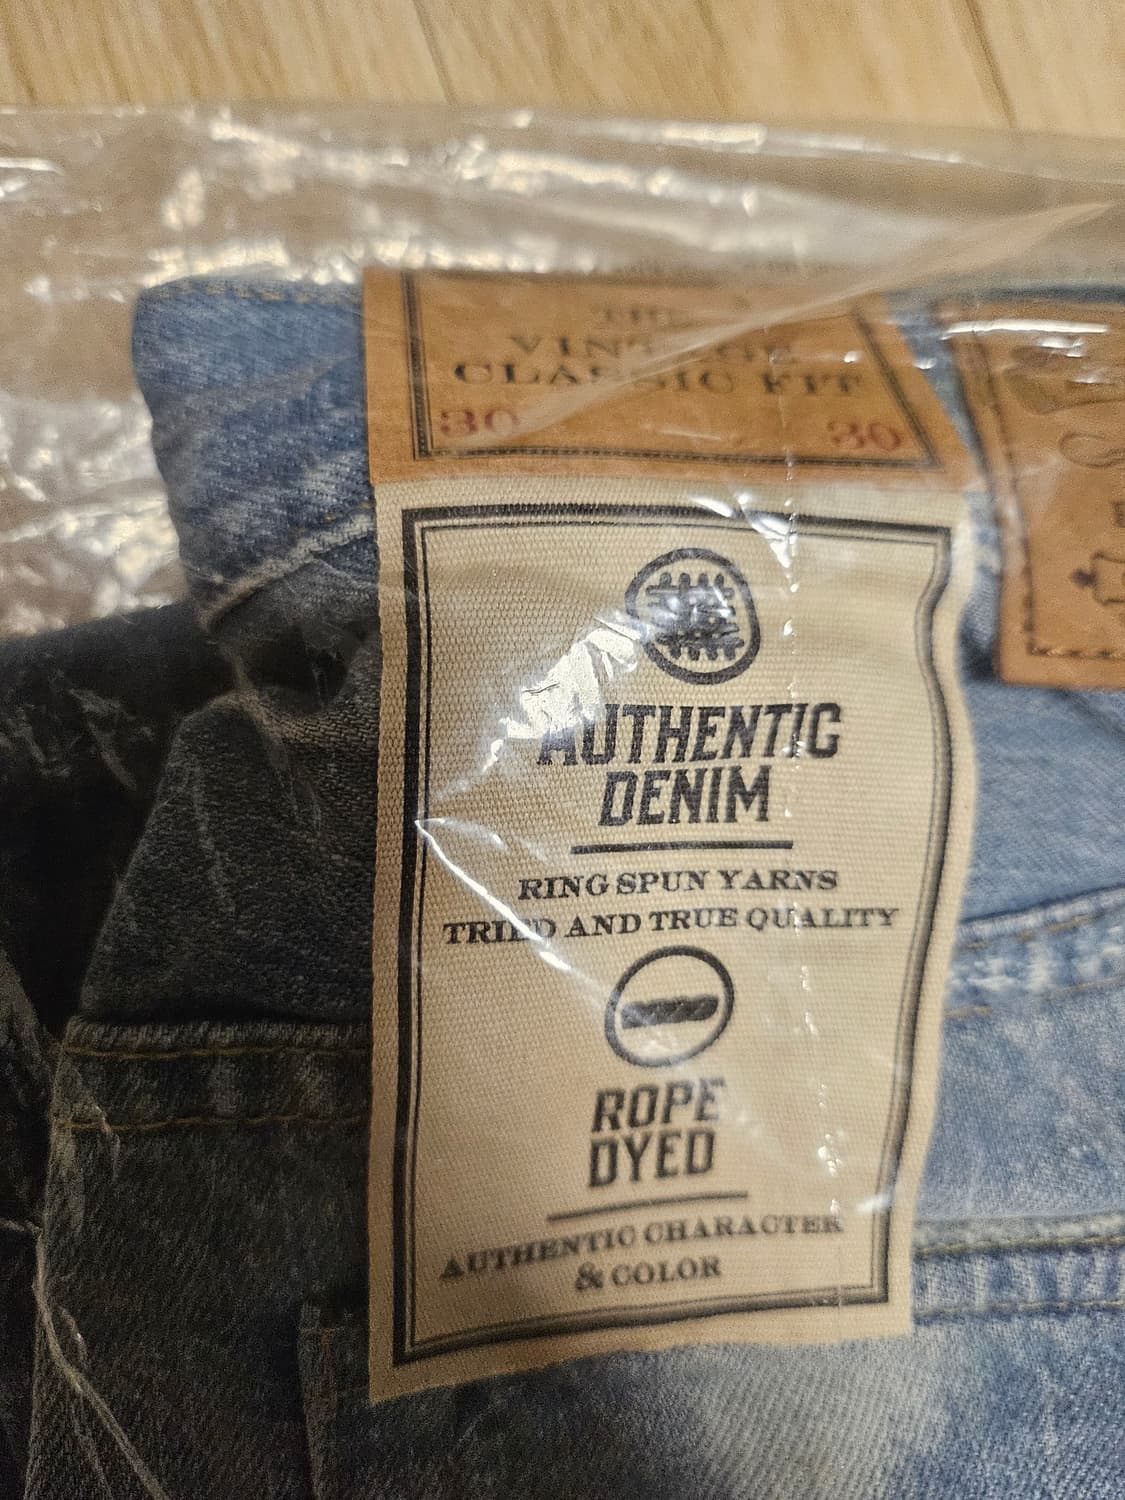 THE
VINTAGE
CLASSIC FIT
30 30
AUTHENTIC
DENIM
RING SPUN YARNS
TRIED AND TRUE QUALITY
ROPE
DYED
AUTHENTIC CHARACTER
& COLOR